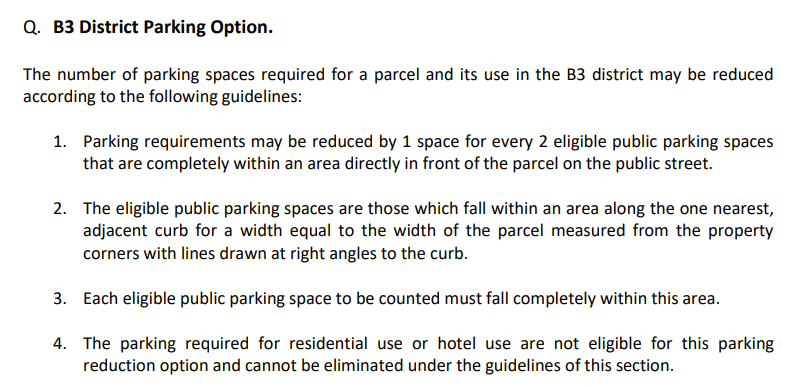 Q. B3 District Parking Option.
The number of parking spaces required for a parcel and its use in the B3 district may be reduced
according to the following guidelines:
1. Parking requirements may be reduced by 1 space for every 2 eligible public parking spaces
that are completely within an area directly in front of the parcel on the public street.
2. The eligible public parking spaces are those which fall within an area along the one nearest,
adjacent curb for a width equal to the width of the parcel measured from the property
corners with lines drawn at right angles to the curb.
3. Each eligible public parking space to be counted must fall completely within this area.
4. The parking required for residential use or hotel use are not eligible for this parking
reduction option and cannot be eliminated under the guidelines of this section.